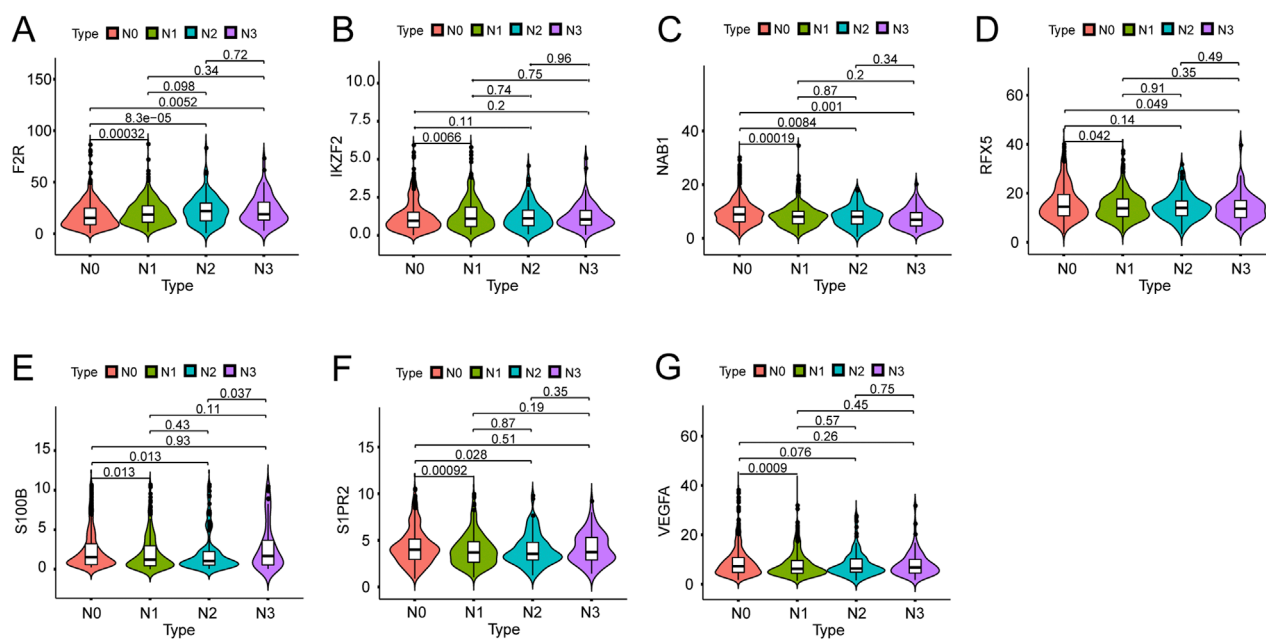 A
Type N0 N1 N2 N3
0.72
0.34
0.098
0.0052
8.3e−05
0.00032
150
100
50
0
F2R
N0 N1 N2 N3
Type
B
Type N0 N1 N2 N3
0.96
0.75
0.74
0.2
0.11
0.0066
10.0
7.5
5.0
2.5
0.0
IKZF2
N0 N1 N2 N3
Type
C
Type N0 N1 N2 N3
0.34
0.2
0.87
0.001
0.0084
0.00019
40
20
0
NAB1
N0 N1 N2 N3
Type
D
Type N0 N1 N2 N3
0.49
0.35
0.91
0.049
0.14
0.042
60
40
20
0
RFX5
N0 N1 N2 N3
Type
E
Type N0 N1 N2 N3
0.037
0.11
0.43
0.93
0.013
0.013
15
10
5
0
S100B
N0 N1 N2 N3
Type
F
Type N0 N1 N2 N3
0.35
0.19
0.87
0.51
0.028
0.00092
15
10
5
0
S1PR2
N0 N1 N2 N3
Type
G
Type N0 N1 N2 N3
0.75
0.45
0.57
0.26
0.076
0.0009
60
40
20
0
VEGFA
N0 N1 N2 N3
Type